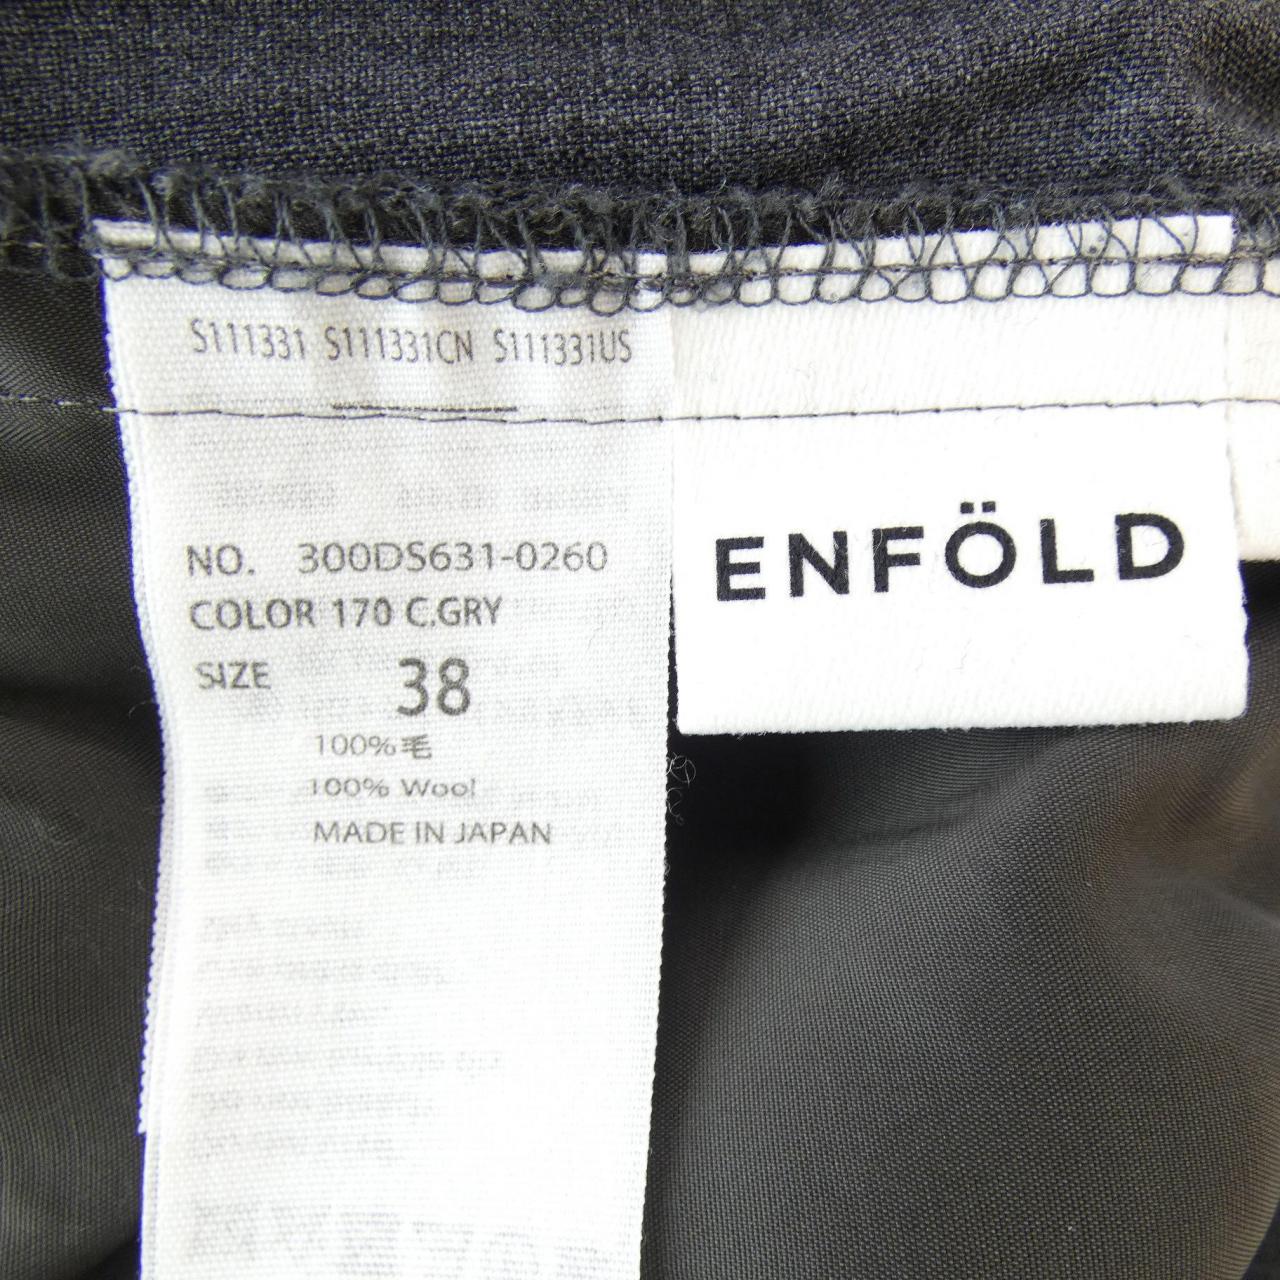 S111331 S111331CN S111331US
NO. 300DS631-0260
COLOR 170 C.GRY
SIZE 38
100%毛
100% Wool
MADE IN JAPAN
ENFÖLD